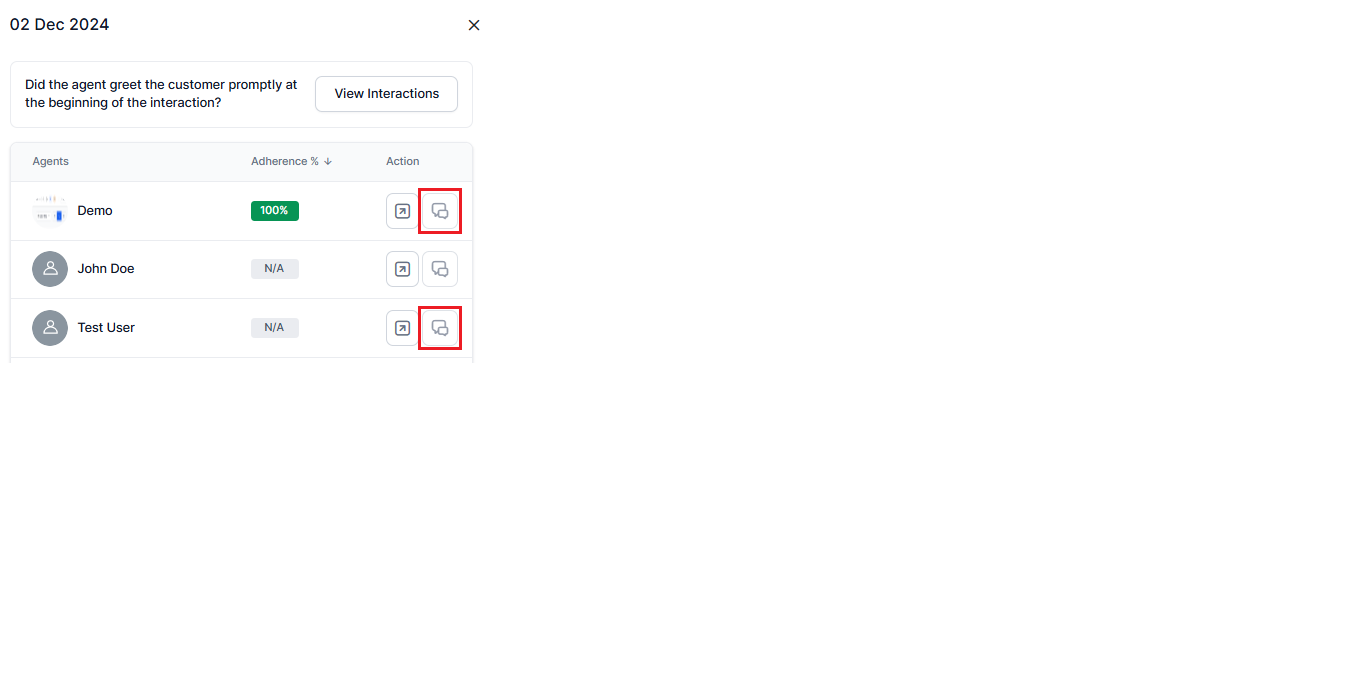 02 Dec 2024
Did the agent greet the customer promptly at
the beginning of the interaction?
View Interactions
Agents Adherence % Action
Demo 100%
John Doe N/A
Test User N/A